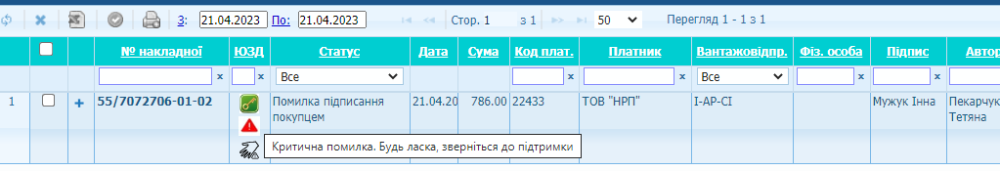 З: 21.04.2023 По: 21.04.2023 Стор. 1 з 1 50 Перегляд 1 - 1 з 1
№ накладної ЮЗД Статус Дата Сума Код плат. Платник Вантажовідпр. Фіз. особа Підпис Автор
x x Все x x Все x x
1 + 55/7072706-01-02 Помилка підписання 21.04.20 786.00 22433 ТОВ "НРП" І-АР-СІ Мужук Інна Пекарчук
покупцем Тетяна
Критична помилка. Будь ласка, зверніться до підтримки